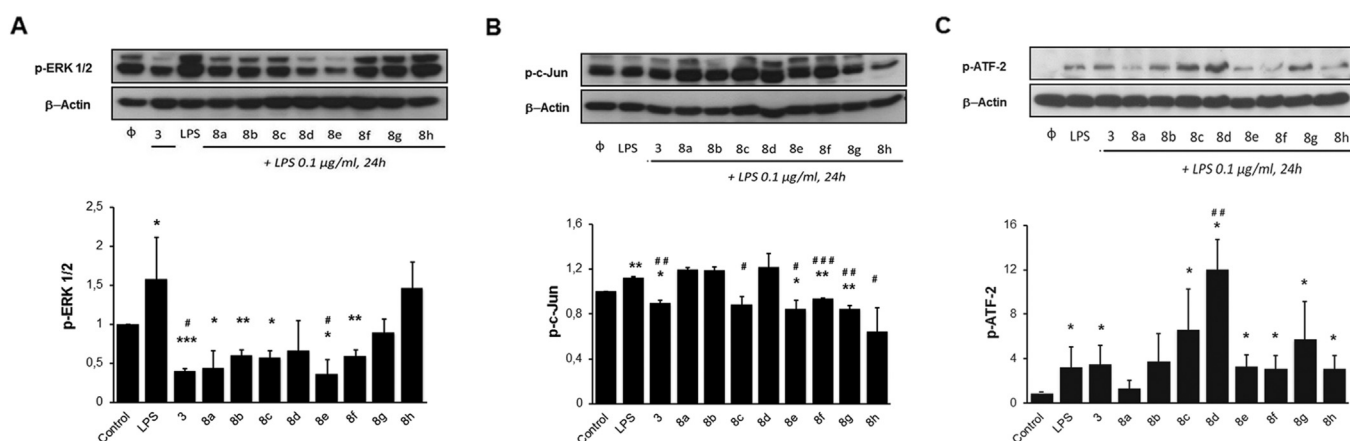 A
p-ERK 1/2
β–Actin
ϕ 3 LPS 8a 8b 8c 8d 8e 8f 8g 8h
+ LPS 0.1 µg/ml, 24h
2,5
2
1,5
1
0,5
0
p-ERK 1/2
*
#
***
*
**
*
#
*
**
Control LPS 3 8a 8b 8c 8d 8e 8f 8g 8h
B
p-c-Jun
β–Actin
ϕ LPS 3 8a 8b 8c 8d 8e 8f 8g 8h
+ LPS 0.1 µg/ml, 24h
1,6
1,2
0,8
0,4
0
p-c-Jun
**
# #
*
#
#
*
# # #
**
# #
**
#
Control LPS 3 8a 8b 8c 8d 8e 8f 8g 8h
C
p-ATF-2
β–Actin
ϕ LPS 3 8a 8b 8c 8d 8e 8f 8g 8h
+ LPS 0.1 µg/ml, 24h
16
12
8
4
0
p-ATF-2
*
*
*
# #
*
*
*
*
*
Control LPS 3 8a 8b 8c 8d 8e 8f 8g 8h